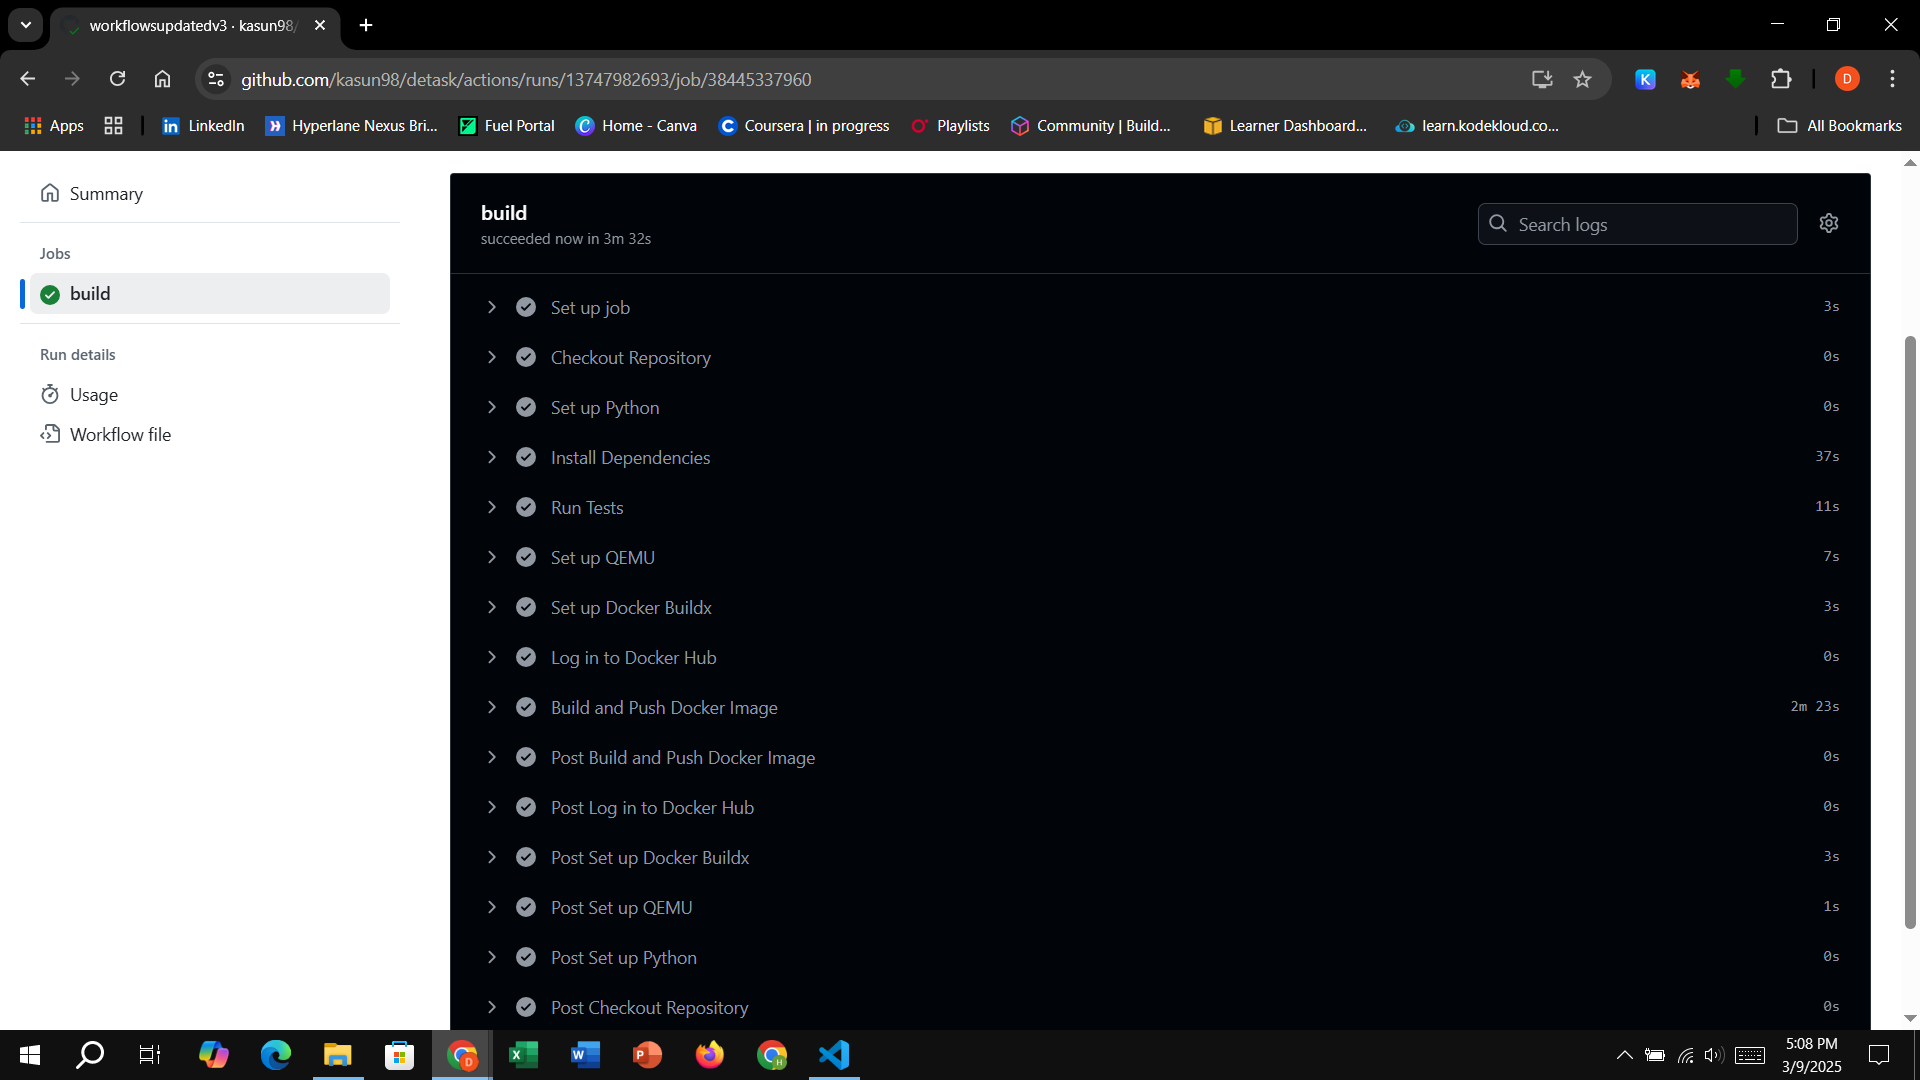 workflowsupdatedv3 · kasun98/
github.com/kasun98/detask/actions/runs/13747982693/job/38445337960
K
D
Apps
LinkedIn
Hyperlane Nexus Bri...
Fuel Portal
Home - Canva
Coursera | in progress
Playlists
Community | Build...
Learner Dashboard...
learn.kodekloud.co...
All Bookmarks
Summary
Jobs
build
Run details
Usage
Workflow file
build
succeeded now in 3m 32s
Search logs
Set up job 3s
Checkout Repository 0s
Set up Python 0s
Install Dependencies 37s
Run Tests 11s
Set up QEMU 7s
Set up Docker Buildx 3s
Log in to Docker Hub 0s
Build and Push Docker Image 2m 23s
Post Build and Push Docker Image 0s
Post Log in to Docker Hub 0s
Post Set up Docker Buildx 3s
Post Set up QEMU 1s
Post Set up Python 0s
Post Checkout Repository 0s
5:08 PM
3/9/2025